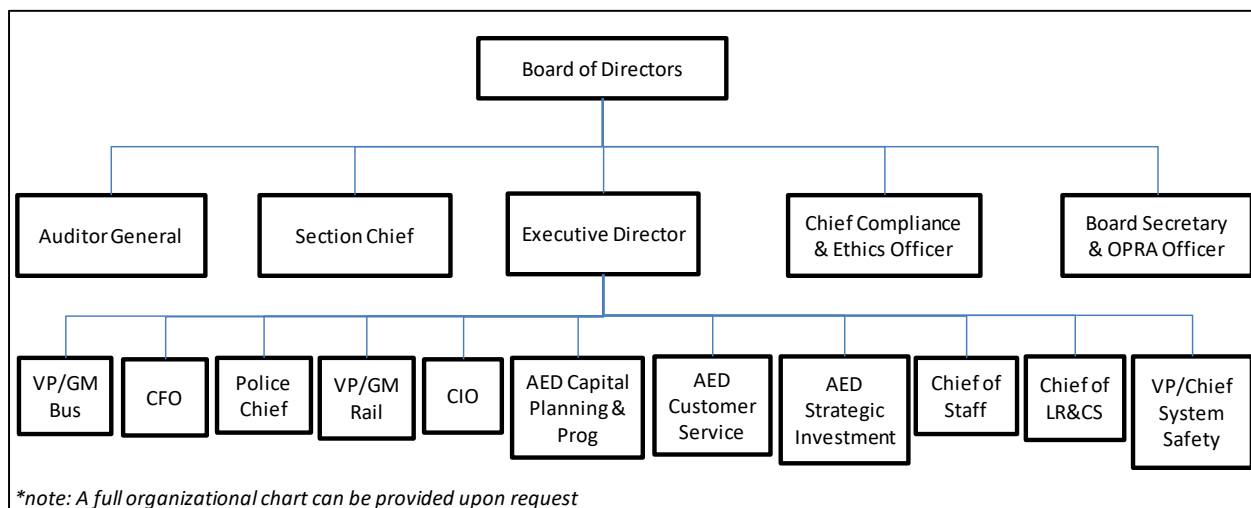 Board of Directors
Auditor General
Section Chief
Executive Director
Chief Compliance
& Ethics Officer
Board Secretary
& OPRA Officer
VP/GM
Bus
CFO
Police
Chief
VP/GM
Rail
CIO
AED Capital
Planning &
Prog
AED
Customer
Service
AED
Strategic
Investment
Chief of
Staff
Chief of
LR&CS
VP/Chief
System
Safety
*note: A full organizational chart can be provided upon request